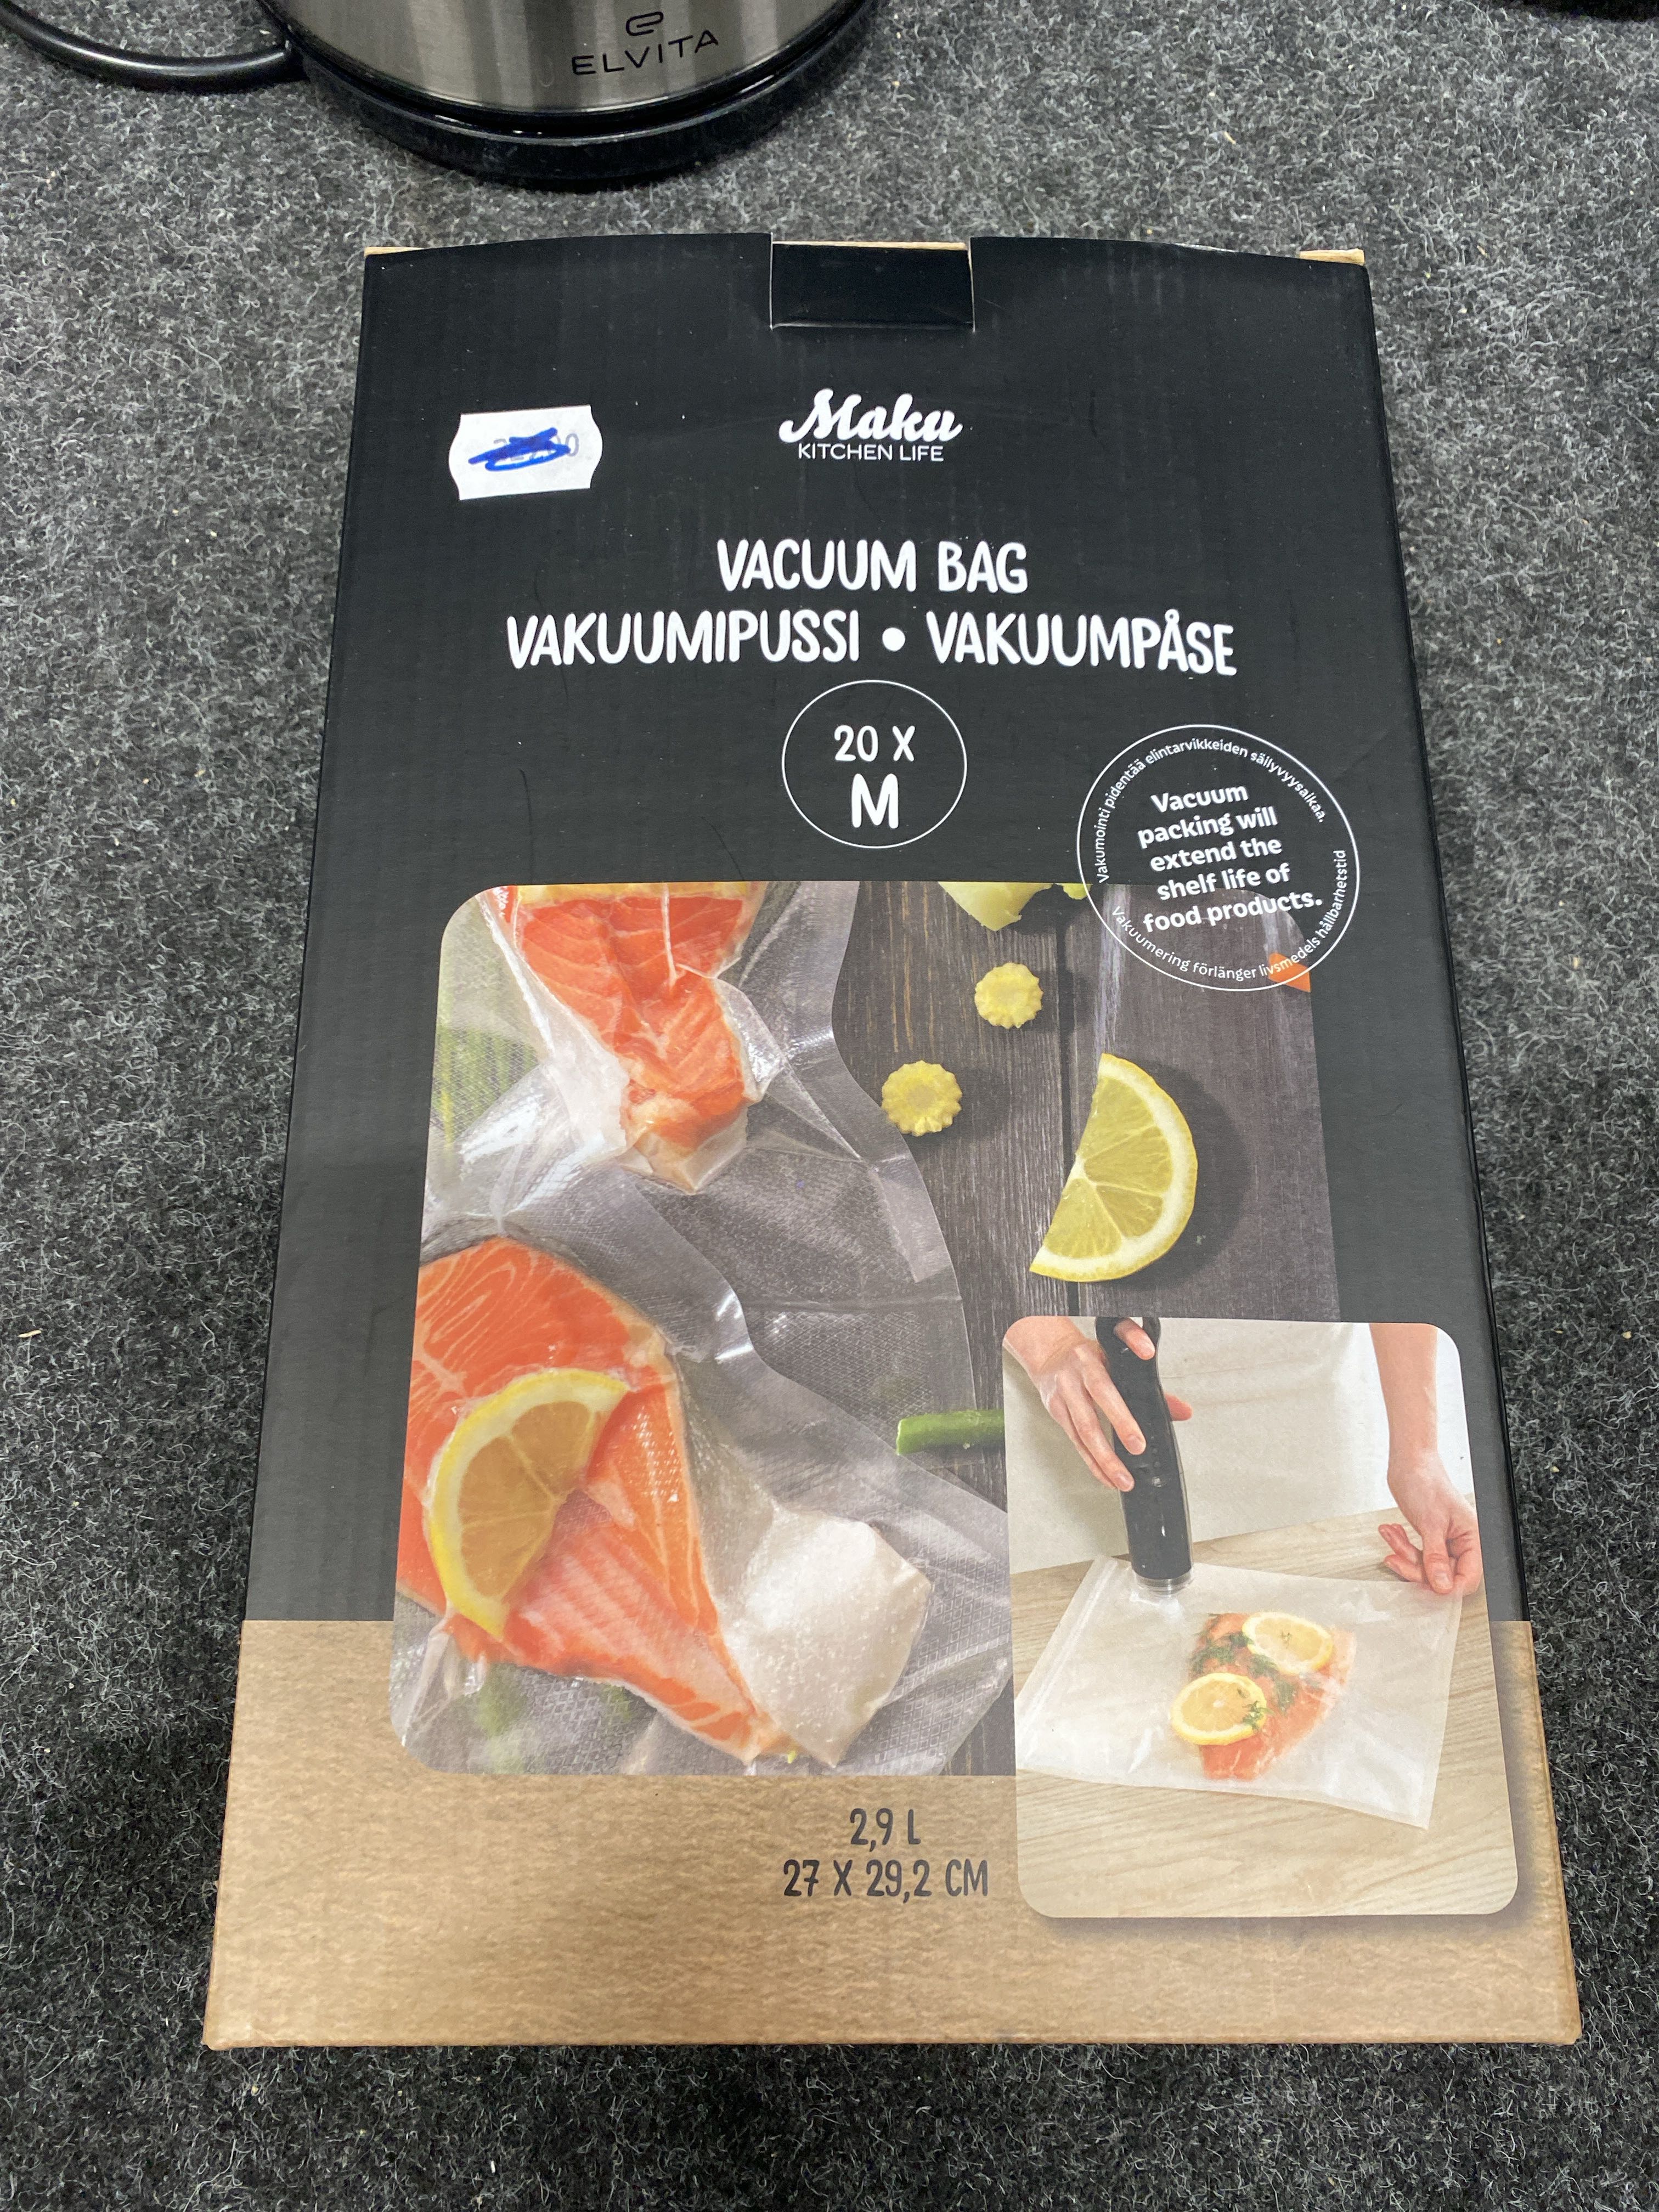 ELVITA
Maku
KITCHEN LIFE
VACUUM BAG
VAKUUMIPUSSI • VAKUUMPÅSE
20 X
M
Vakumointi pidentää elintarvikkeiden säilyvyysaikaa.
Vacuum
packing will
extend the
shelf life of
food products.
Vakuumering förlänger livsmedels hållbarhetstid
2,9 L
27 X 29,2 CM